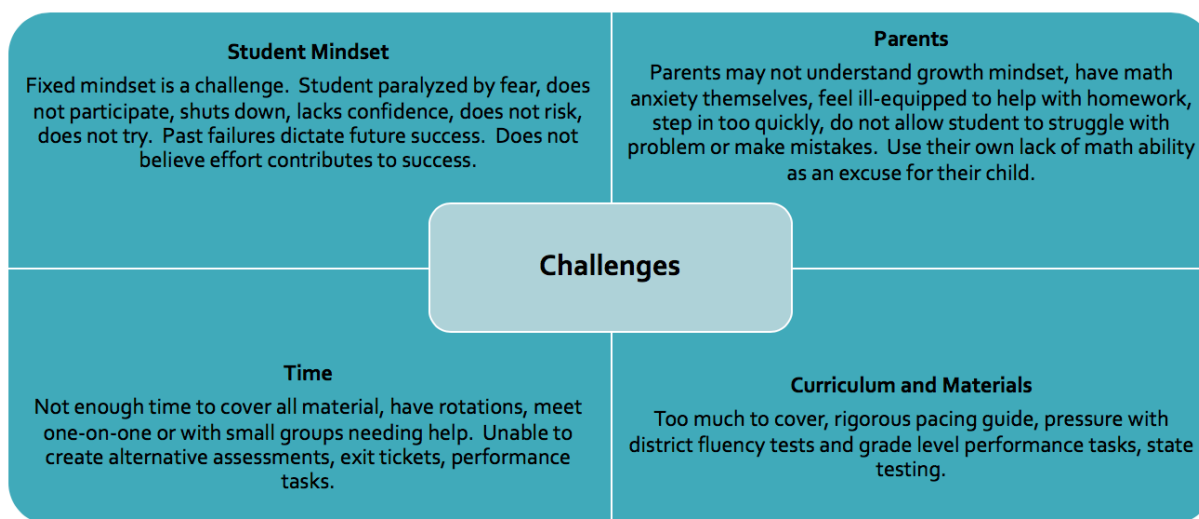 Student Mindset
Fixed mindset is a challenge. Student paralyzed by fear, does
not participate, shuts down, lacks confidence, does not risk,
does not try. Past failures dictate future success. Does not
believe effort contributes to success.
Parents
Parents may not understand growth mindset, have math
anxiety themselves, feel ill-equipped to help with homework,
step in too quickly, do not allow student to struggle with
problem or make mistakes. Use their own lack of math ability
as an excuse for their child.
Challenges
Time
Not enough time to cover all material, have rotations, meet
one-on-one or with small groups needing help. Unable to
create alternative assessments, exit tickets, performance
tasks.
Curriculum and Materials
Too much to cover, rigorous pacing guide, pressure with
district fluency tests and grade level performance tasks, state
testing.